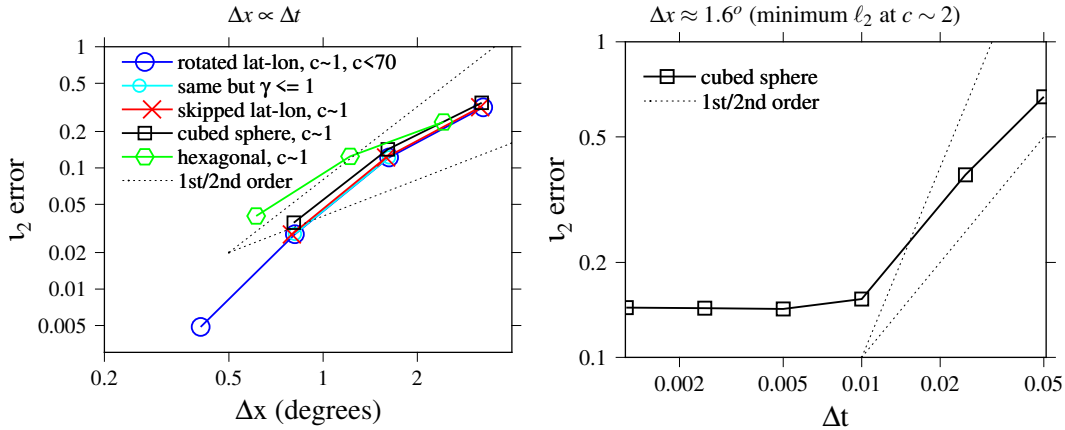 Δx ∝ Δt
1
0.5
0.2
0.1
0.05
0.02
0.01
0.005
ι₂ error
rotated lat-lon, c~1, c<70
same but γ <= 1
skipped lat-lon, c~1
cubed sphere, c~1
hexagonal, c~1
1st/2nd order
0.2 0.5 1 2
Δx (degrees)
Δx ≈ 1.6° (minimum ℓ₂ at c ∼ 2)
1
0.5
0.2
0.1
ι₂ error
cubed sphere
1st/2nd order
0.002 0.005 0.01 0.02 0.05
Δt